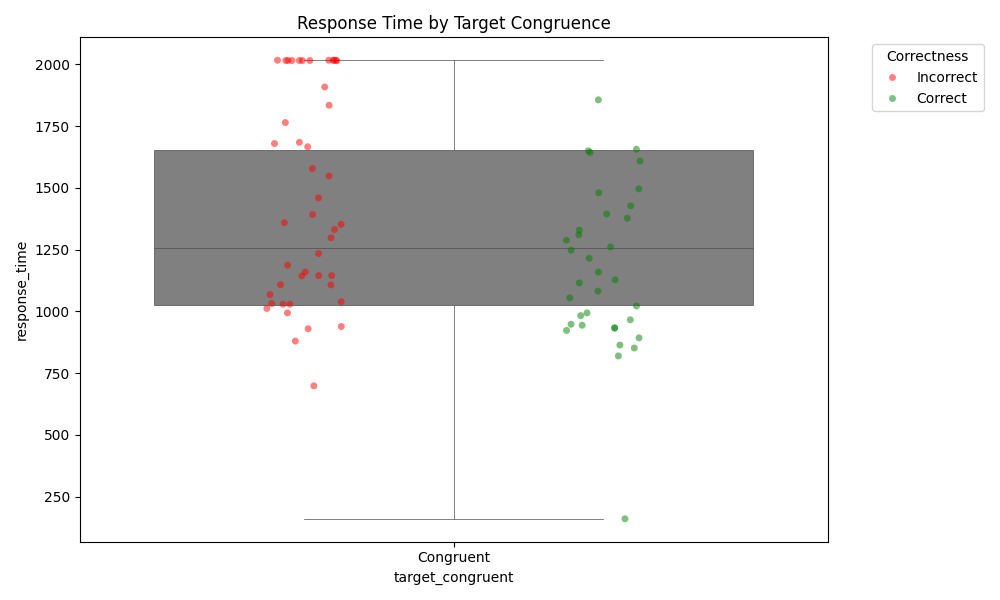 Response Time by Target Congruence
Correctness
Incorrect
Correct
2000
1750
1500
1250
1000
750
500
250
response_time
Congruent
target_congruent